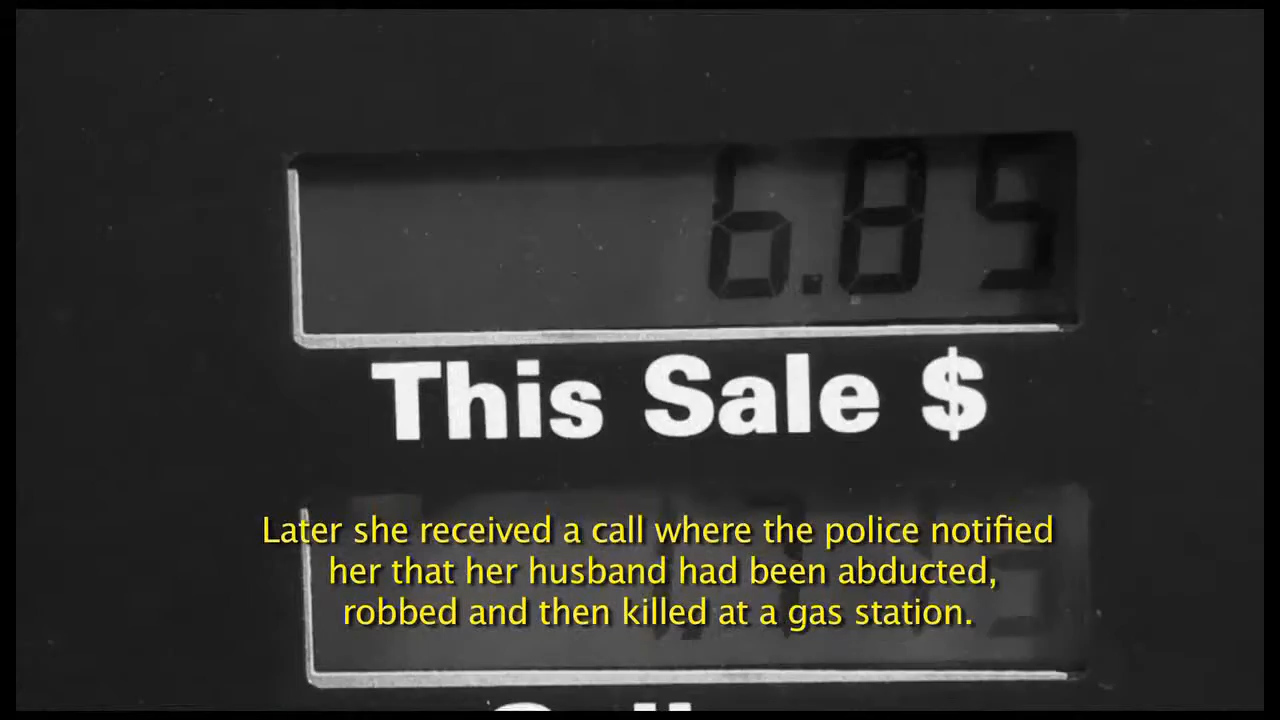 6.85
This Sale $
Later she received a call where the police notified
her that her husband had been abducted,
robbed and then killed at a gas station.